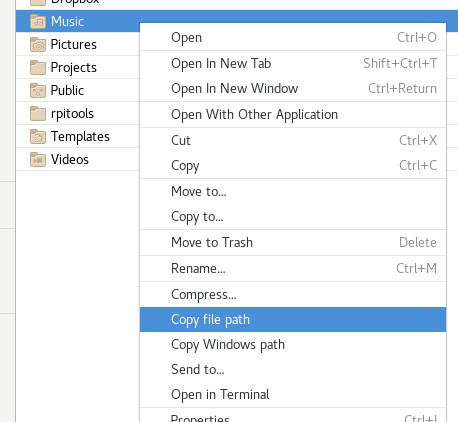 Dropbox
Music
Pictures
Projects
Public
rpitools
Templates
Videos
Open Ctrl+O
Open In New Tab Shift+Ctrl+T
Open In New Window Ctrl+Return
Open With Other Application
Cut Ctrl+X
Copy Ctrl+C
Move to...
Copy to...
Move to Trash Delete
Rename... Ctrl+M
Compress...
Copy file path
Copy Windows path
Send to...
Open in Terminal
Properties Ctrl+I